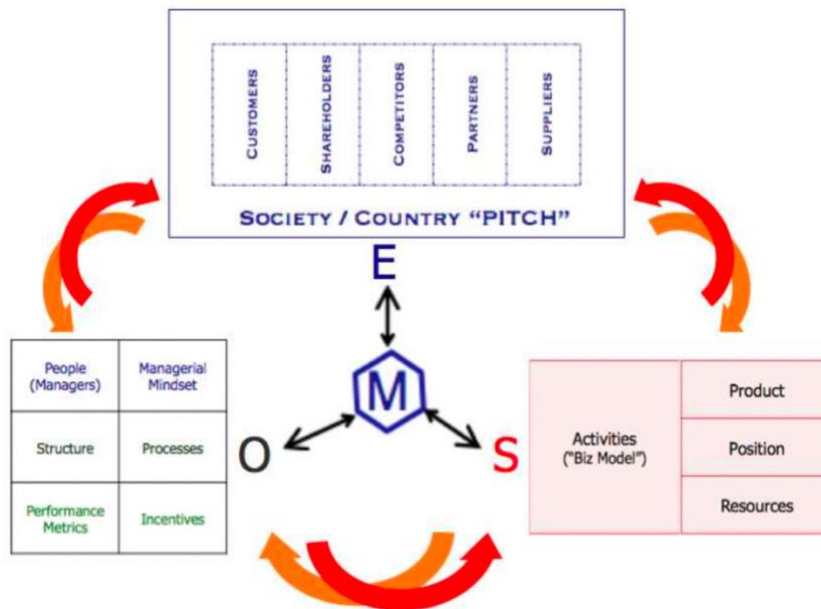 CUSTOMERS
SHAREHOLDERS
COMPETITORS
PARTNERS
SUPPLIERS
SOCIETY / COUNTRY “PITCH”
E
M
O
S
People
(Managers)
Managerial
Mindset
Structure
Processes
Performance
Metrics
Incentives
Activities
(“Biz Model”)
Product
Position
Resources